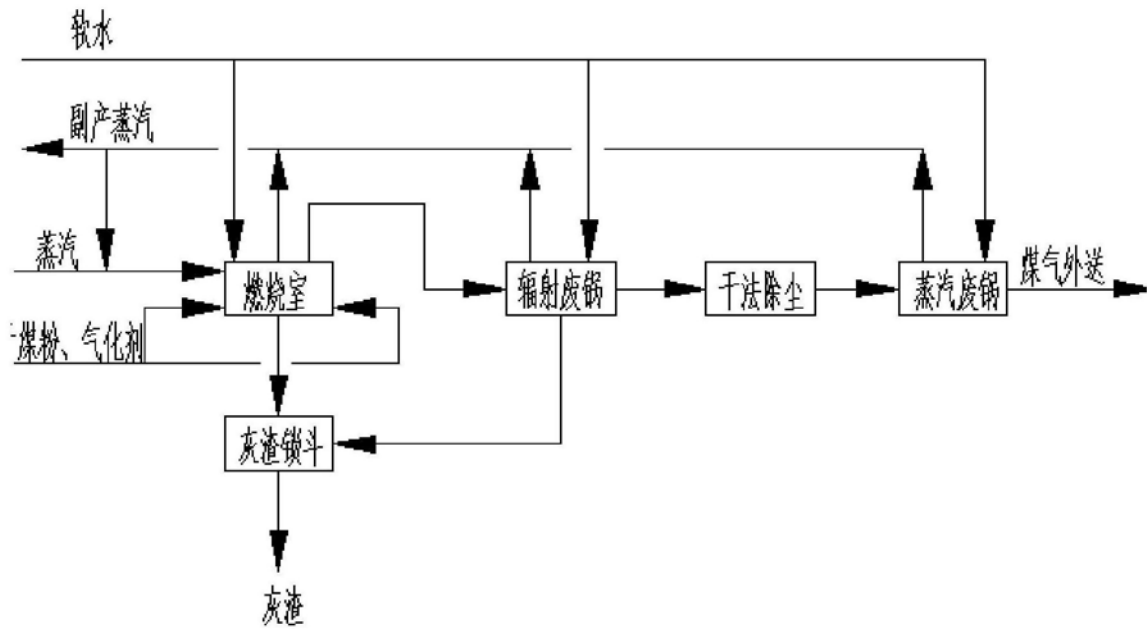 软水
副产蒸汽
蒸汽
燃烧室
辐射废锅
干法除尘
蒸汽废锅
煤气外送
煤粉、气化剂
灰渣锁斗
灰渣